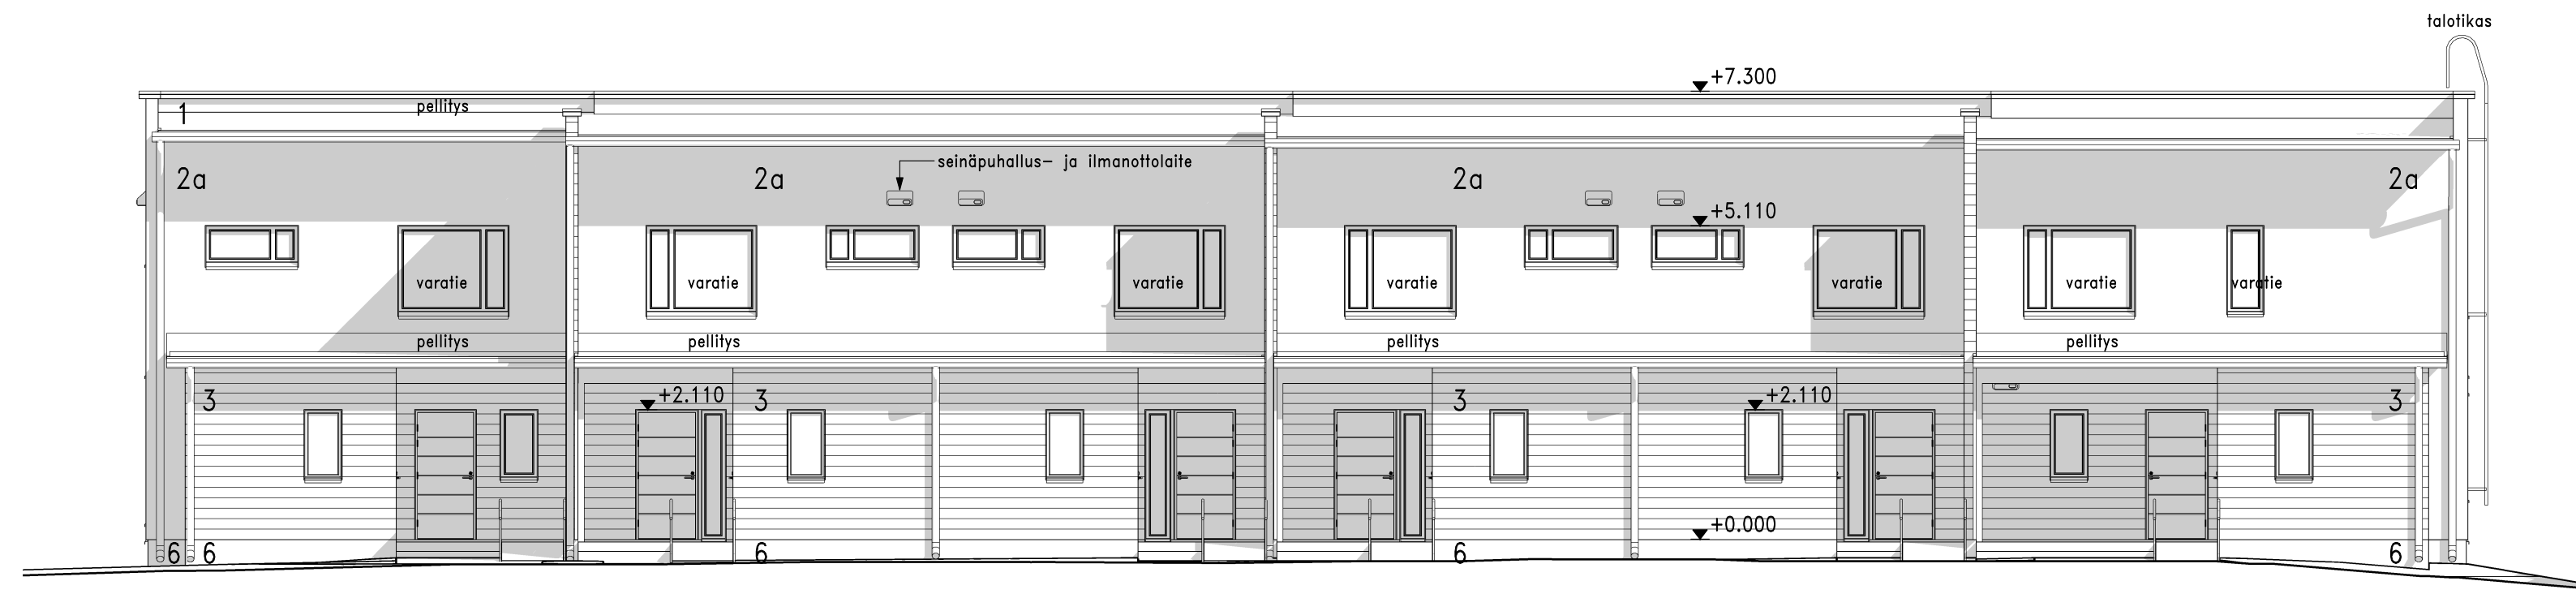 talotikas
+7.300
1 pellitys
seinäpuhallus- ja ilmanottolaite
2a 2a 2a 2a
+5.110
varatie varatie varatie varatie varatie varatie varatie
pellitys pellitys pellitys pellitys
3 +2.110 3 3 +2.110 3
+0.000
6 6 6 6 6